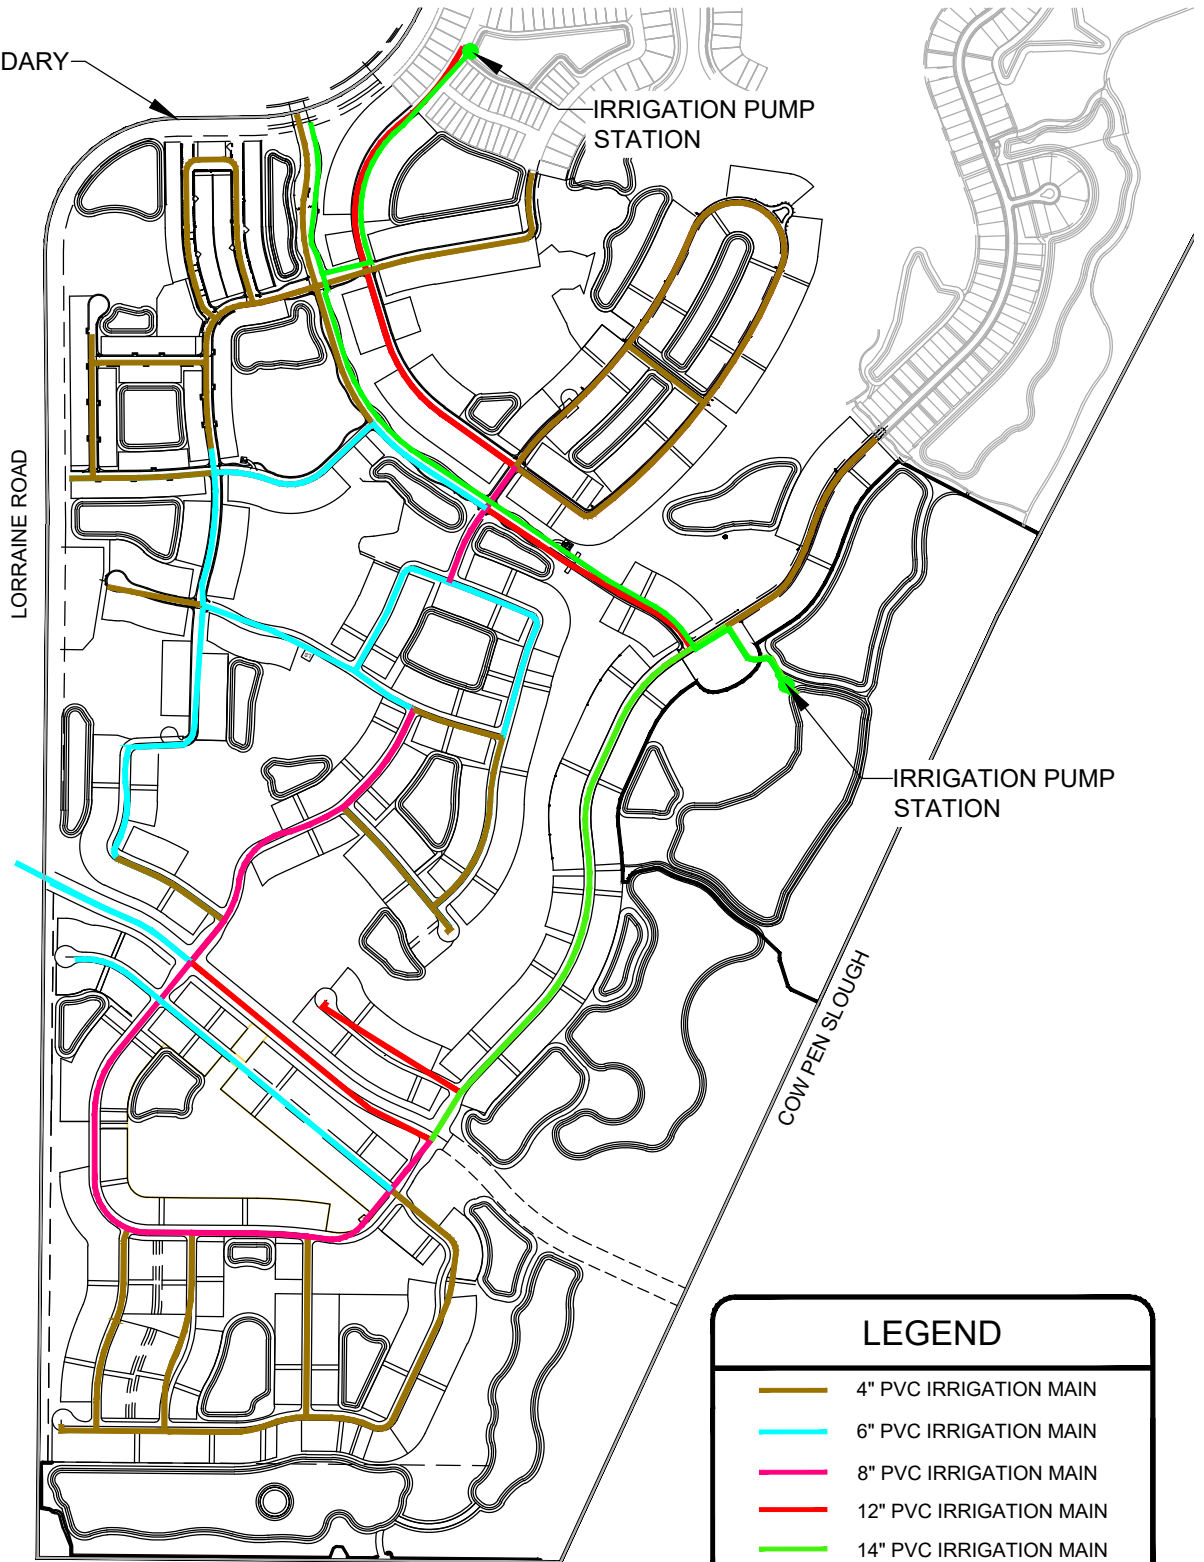 DARY
IRRIGATION PUMP
STATION
LORRAINE ROAD
IRRIGATION PUMP
STATION
COW PEN SLOUGH
LEGEND
4" PVC IRRIGATION MAIN
6" PVC IRRIGATION MAIN
8" PVC IRRIGATION MAIN
12" PVC IRRIGATION MAIN
14" PVC IRRIGATION MAIN